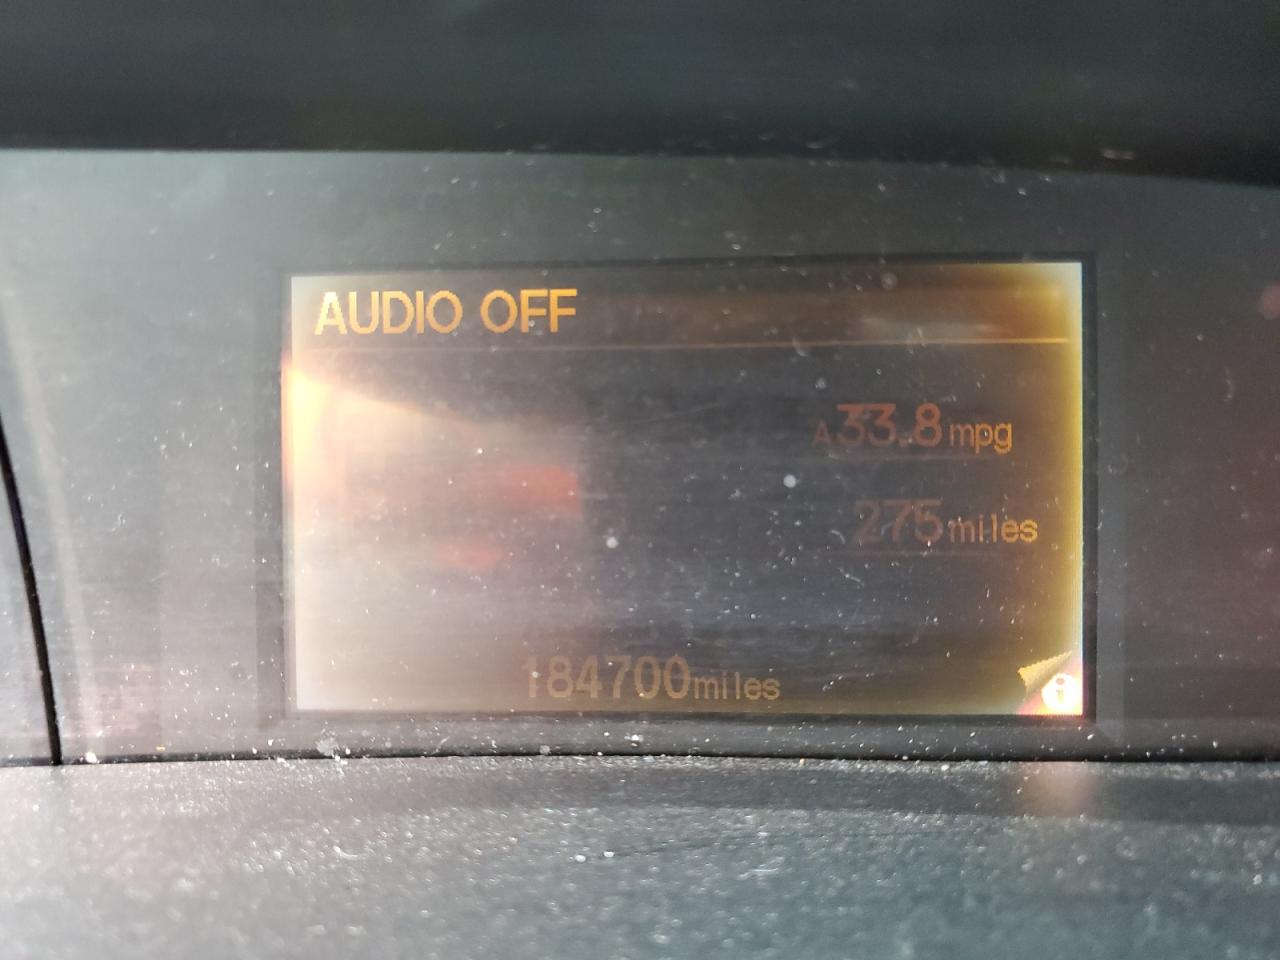 AUDIO OFF
A33.8mpg
275miles
184700miles
i